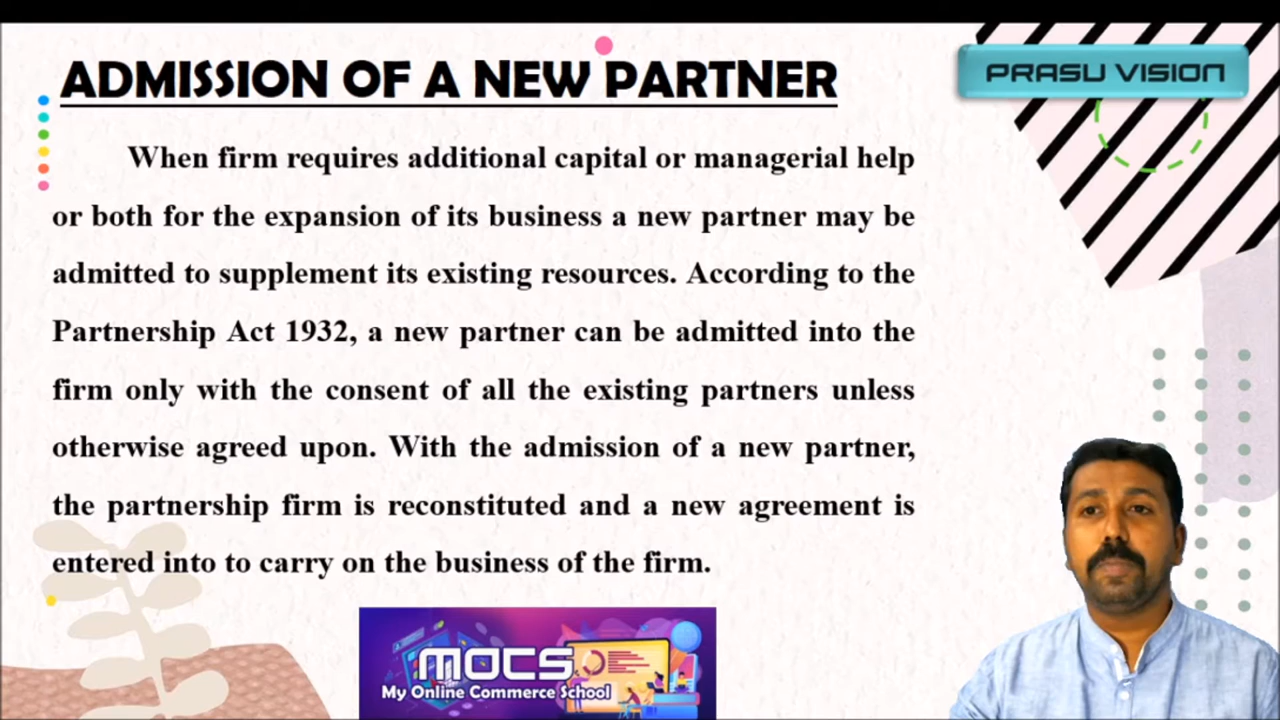 ADMISSION OF A NEW PARTNER
PRASU VISION
When firm requires additional capital or managerial help
or both for the expansion of its business a new partner may be
admitted to supplement its existing resources. According to the
Partnership Act 1932, a new partner can be admitted into the
firm only with the consent of all the existing partners unless
otherwise agreed upon. With the admission of a new partner,
the partnership firm is reconstituted and a new agreement is
entered into to carry on the business of the firm.
MOCS
My Online Commerce School